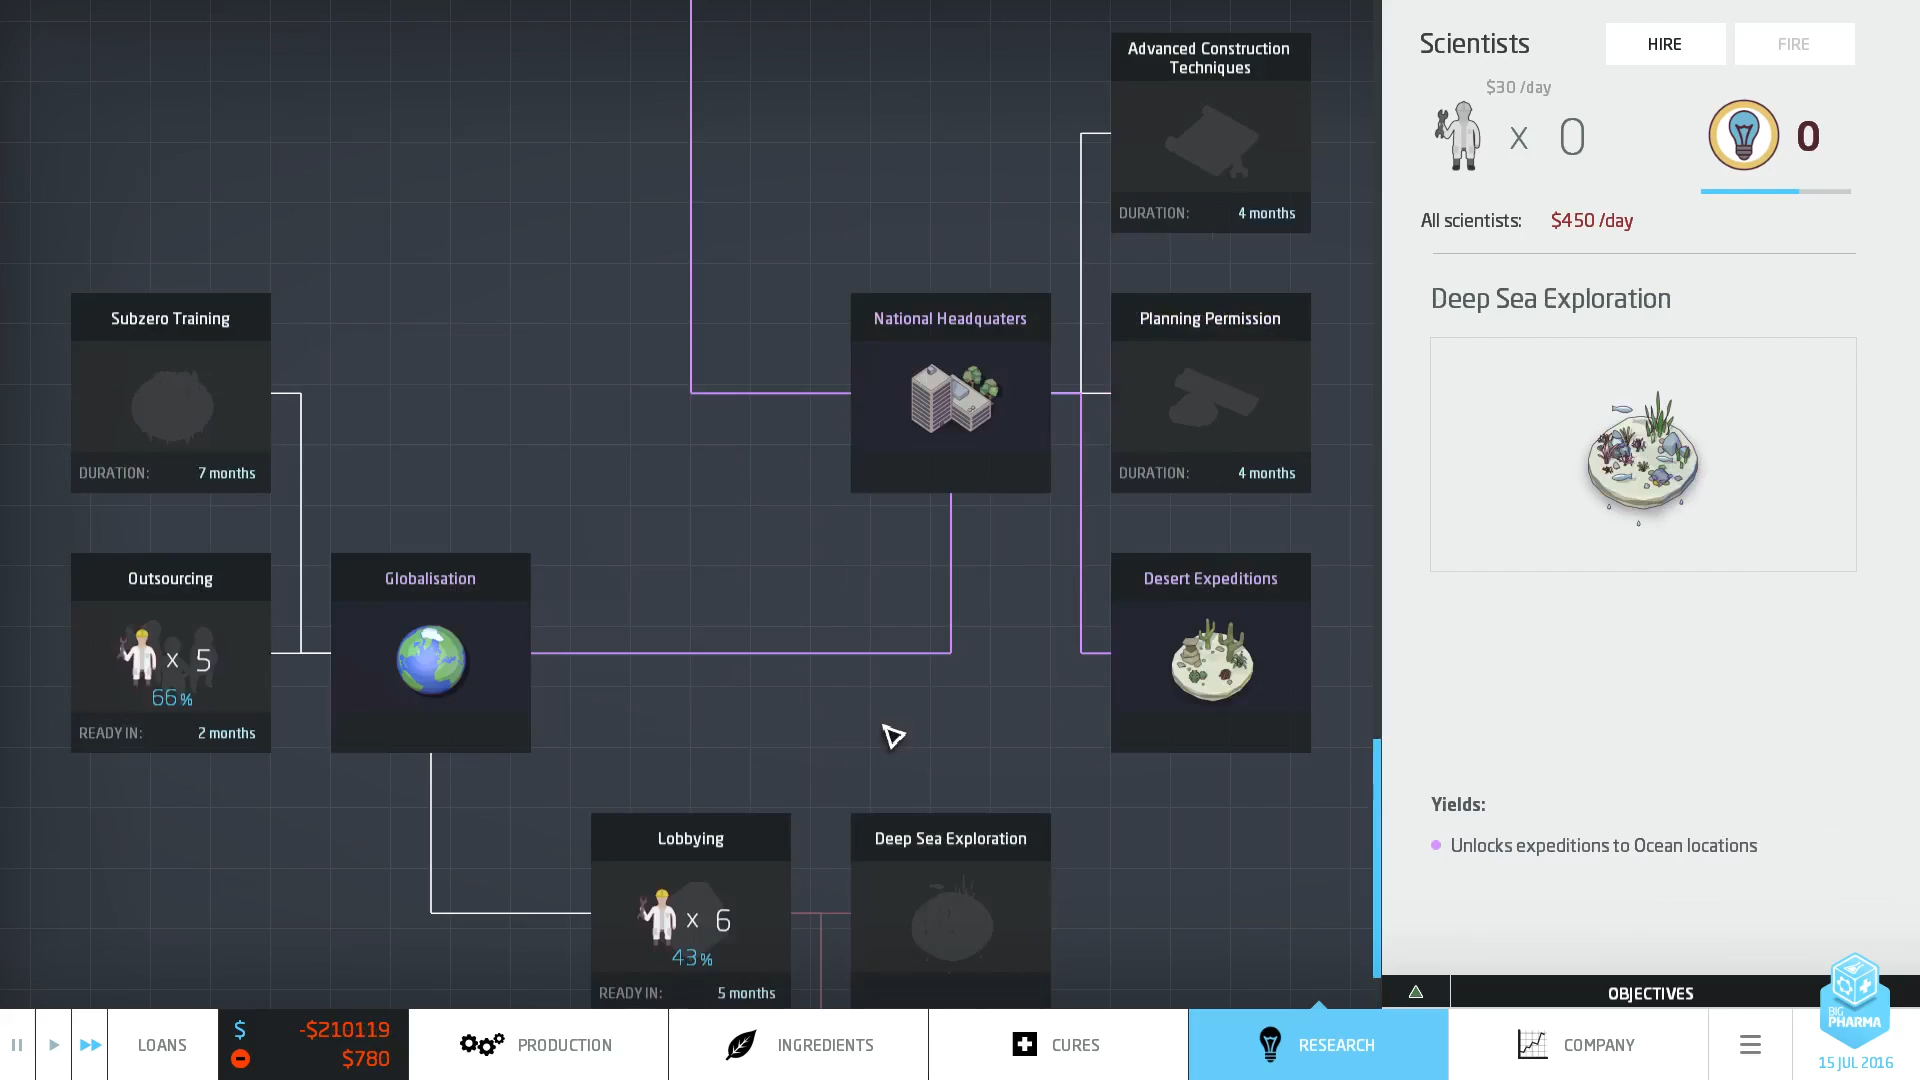 Advanced Construction
Techniques
DURATION: 4 months
Subzero Training
DURATION: 7 months
National Headquaters
Planning Permission
DURATION: 4 months
Outsourcing
x 5
66%
READY IN: 2 months
Globalisation
Desert Expeditions
Lobbying
x 6
43%
READY IN: 5 months
Deep Sea Exploration
Scientists
HIRE
FIRE
$30 /day
x 0
0
All scientists: $450 /day
Deep Sea Exploration
Yields:
Unlocks expeditions to Ocean locations
OBJECTIVES
BIG
PHARMA
LOANS
$ -$210119
$780
PRODUCTION
INGREDIENTS
CURES
RESEARCH
COMPANY
15 JUL 2016